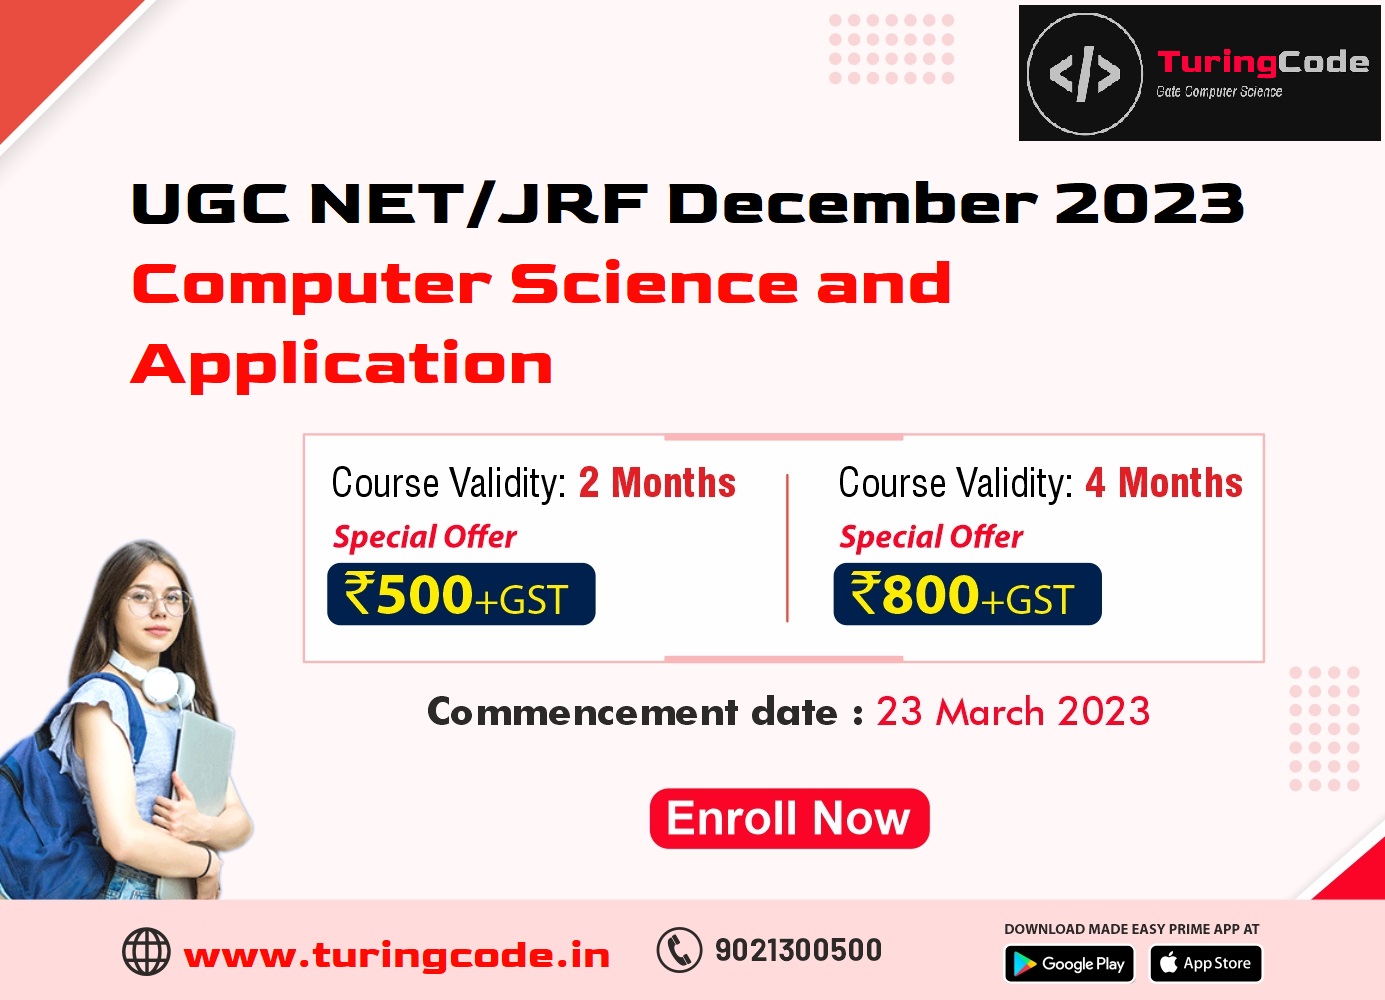 </>
TuringCode
Gate Computer Science
UGC NET/JRF December 2023
Computer Science and
Application
Course Validity: 2 Months
Special Offer
₹500+GST
Course Validity: 4 Months
Special Offer
₹800+GST
Commencement date : 23 March 2023
Enroll Now
www.turingcode.in
9021300500
DOWNLOAD MADE EASY PRIME APP AT
Google Play
App Store